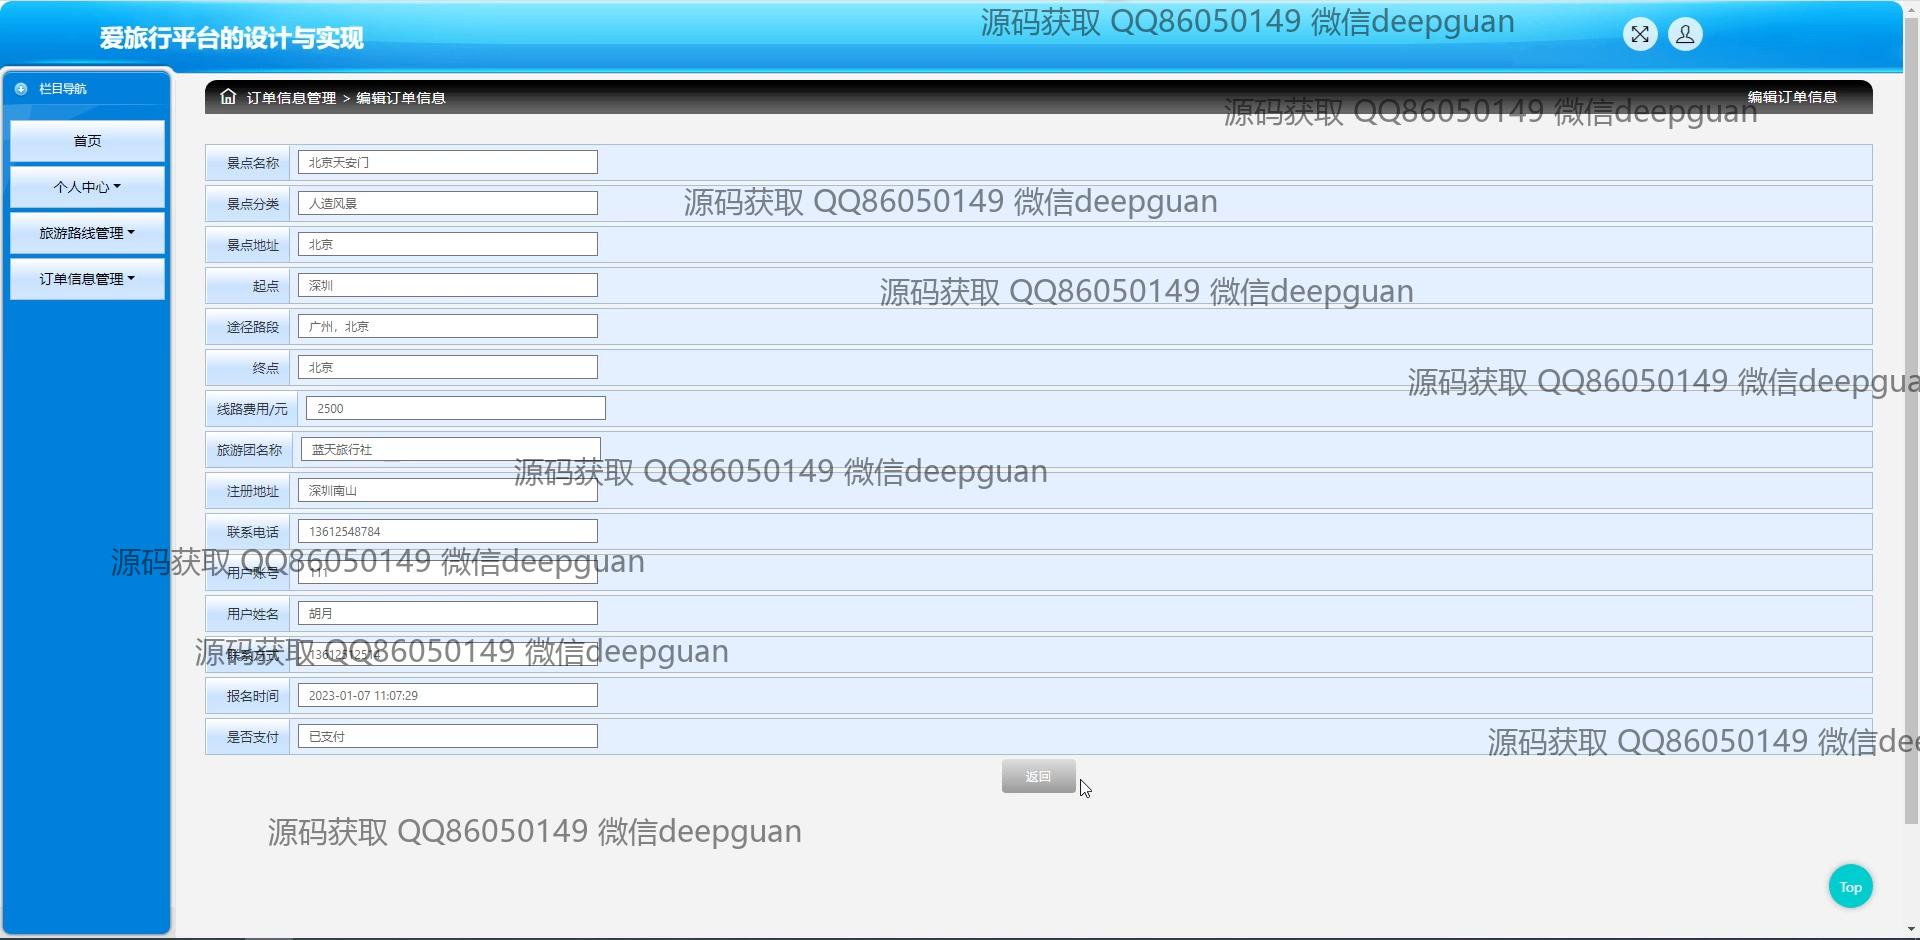 爱旅行平台的设计与实现
源码获取 QQ86050149 微信deepguan
栏目导航
首页
个人中心
旅游路线管理
订单信息管理
订单信息管理 > 编辑订单信息
编辑订单信息
源码获取 QQ86050149 微信deepguan
景点名称 北京天安门
景点分类 人造风景
源码获取 QQ86050149 微信deepguan
景点地址 北京
起点 深圳
源码获取 QQ86050149 微信deepguan
途径路段 广州，北京
终点 北京
源码获取 QQ86050149 微信deepgua
线路费用/元 2500
旅游团名称 蓝天旅行社
源码获取 QQ86050149 微信deepguan
注册地址 深圳南山
联系电话 13612548784
源码获取 QQ86050149 微信deepguan
用户账号 111
用户姓名 胡月
源码获取 QQ86050149 微信deepguan
联系方式 13612512514
报名时间 2023-01-07 11:07:29
是否支付 已支付
源码获取 QQ86050149 微信dee
返回
源码获取 QQ86050149 微信deepguan
Top